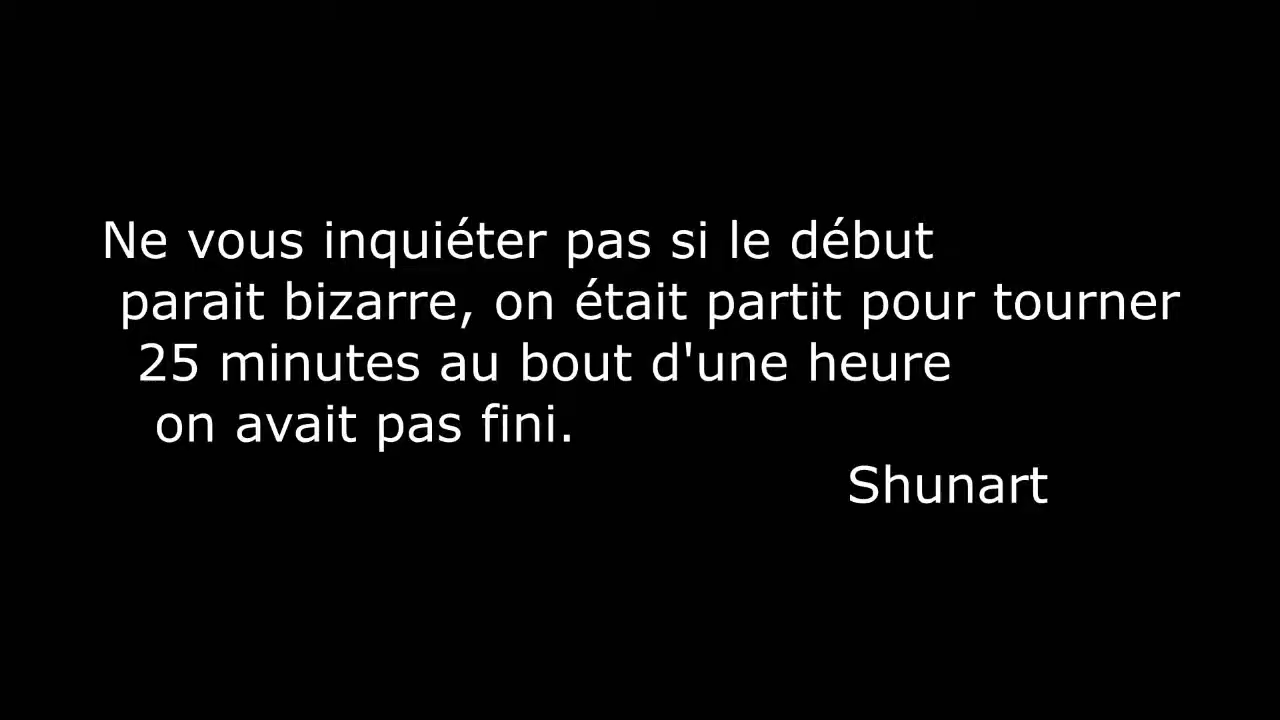 Ne vous inquiéter pas si le début
parait bizarre, on était partit pour tourner
25 minutes au bout d'une heure
on avait pas fini.
Shunart